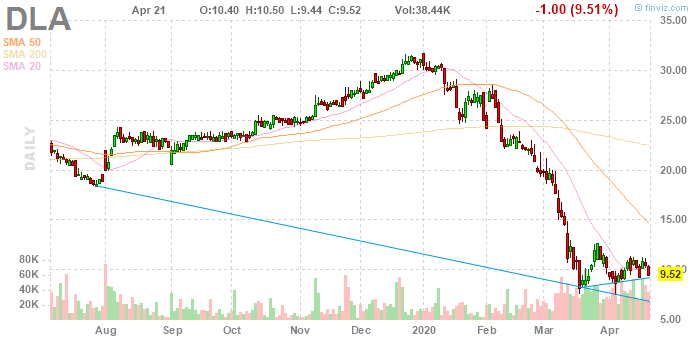 DLA Apr 21 O:10.40 H:10.50 L:9.44 C:9.52 Vol:38.44K -1.00 (9.51%) © finviz.com
SMA 50
SMA 200
SMA 20
DAILY
35.00
30.00
25.00
20.00
15.00
10.00
9.52
5.00
80K
60K
40K
20K
Aug Sep Oct Nov Dec 2020 Feb Mar Apr